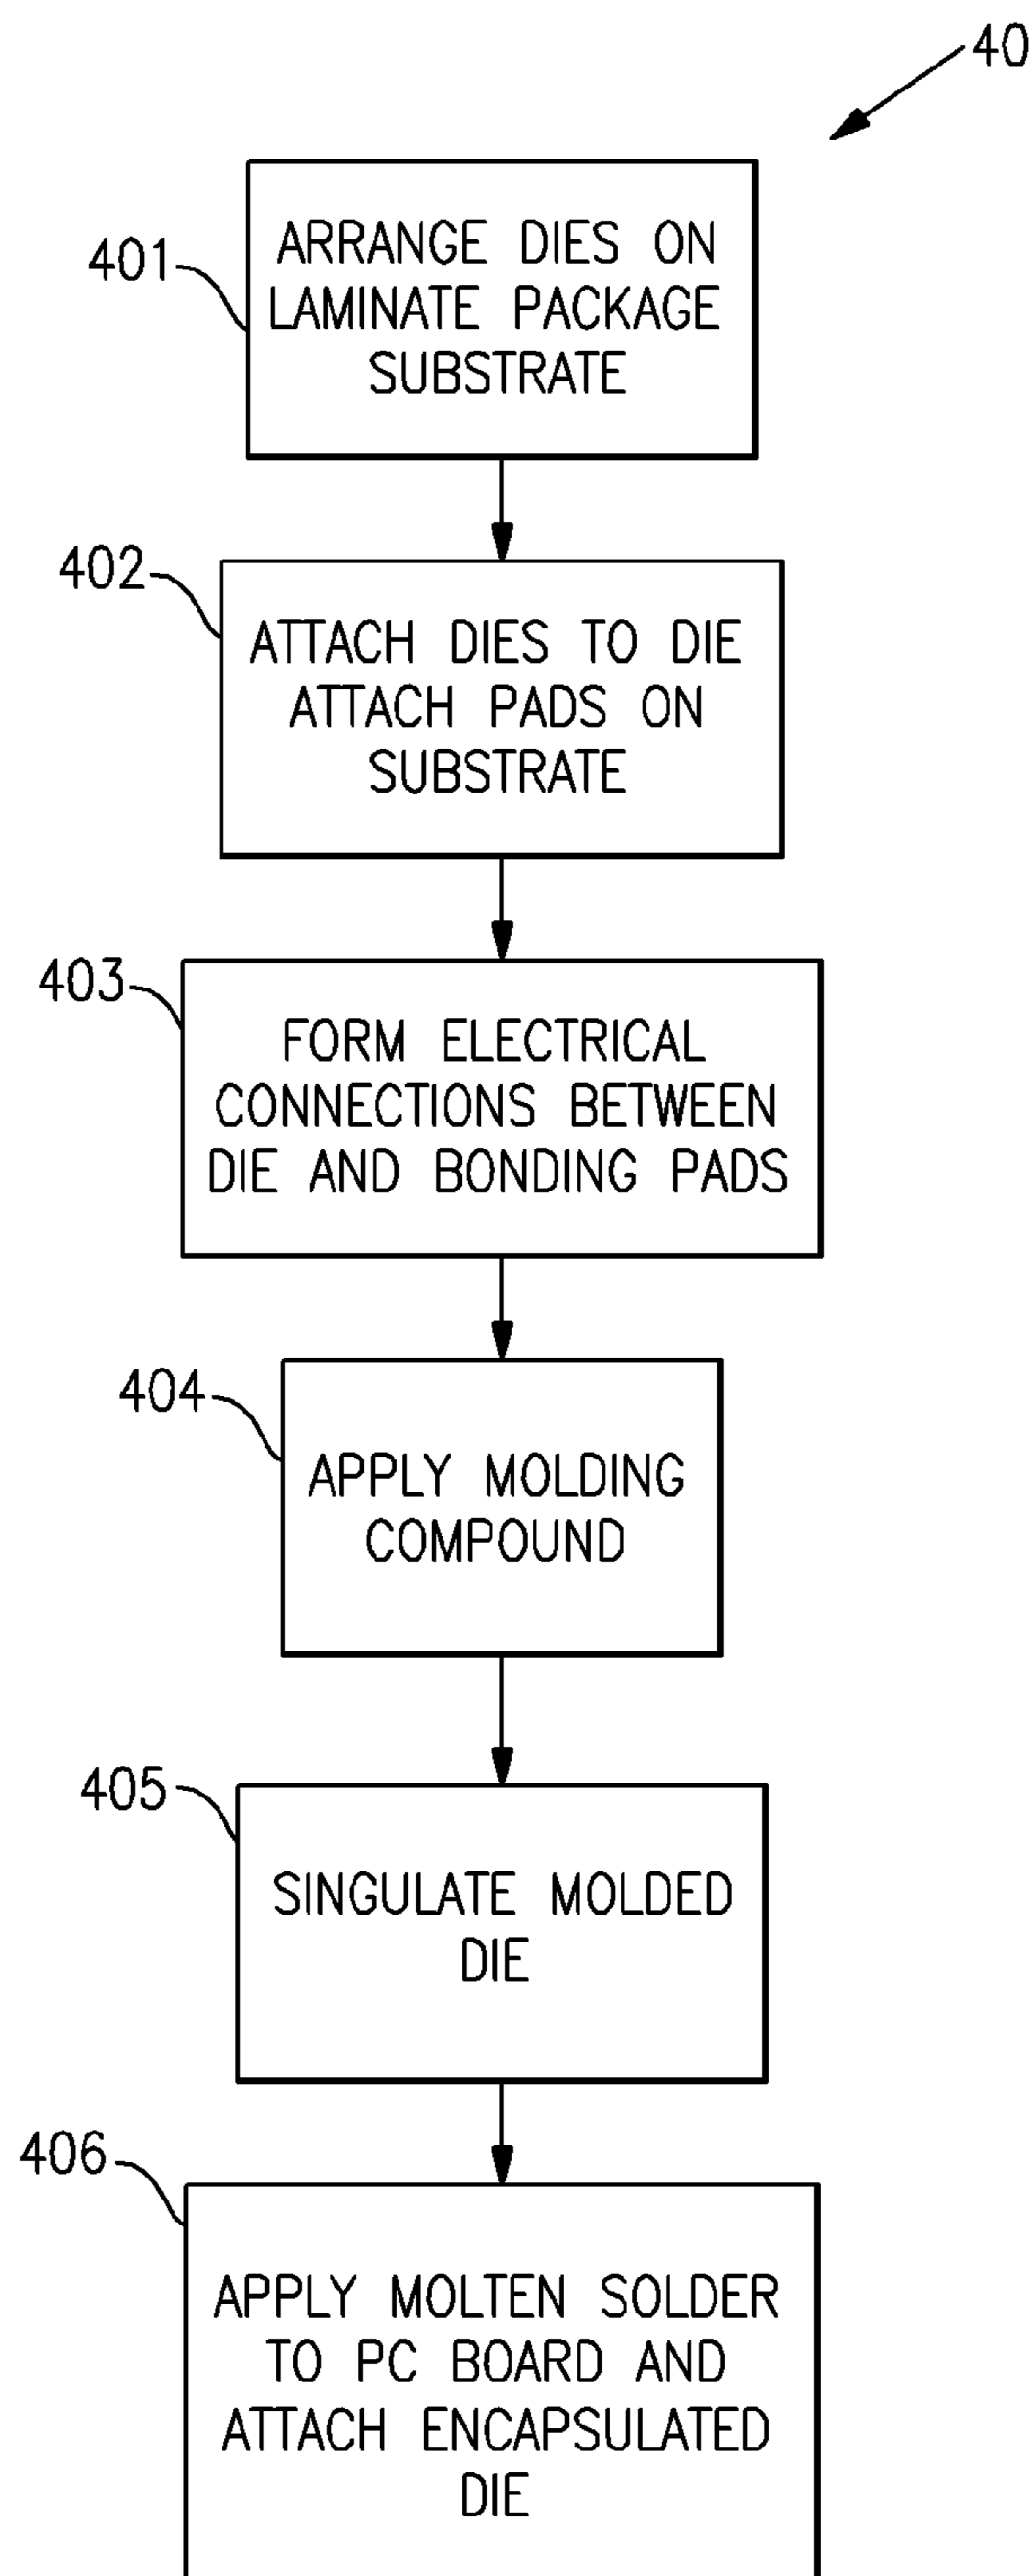 40
401
ARRANGE DIES ON
LAMINATE PACKAGE
SUBSTRATE
402
ATTACH DIES TO DIE
ATTACH PADS ON
SUBSTRATE
403
FORM ELECTRICAL
CONNECTIONS BETWEEN
DIE AND BONDING PADS
404
APPLY MOLDING
COMPOUND
405
SINGULATE MOLDED
DIE
406
APPLY MOLTEN SOLDER
TO PC BOARD AND
ATTACH ENCAPSULATED
DIE